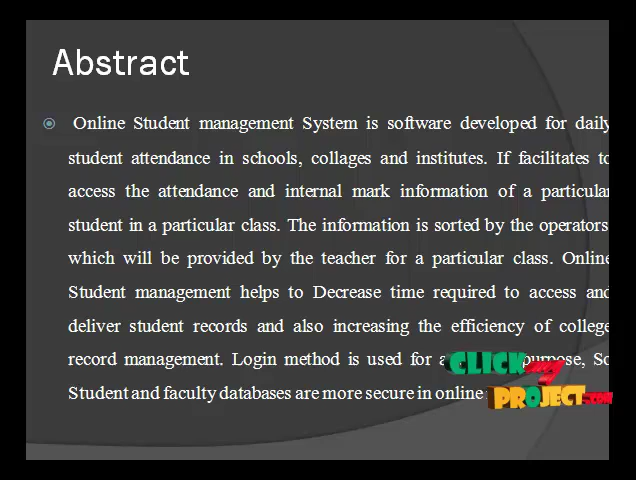 Abstract
Online Student management System is software developed for daily
student attendance in schools, collages and institutes. If facilitates to
access the attendance and internal mark information of a particular
student in a particular class. The information is sorted by the operators
which will be provided by the teacher for a particular class. Online
Student management helps to Decrease time required to access and
deliver student records and also increasing the efficiency of college
record management. Login method is used for purpose, So
Student and faculty databases are more secure in online
CLICK
my
PROJECT.com